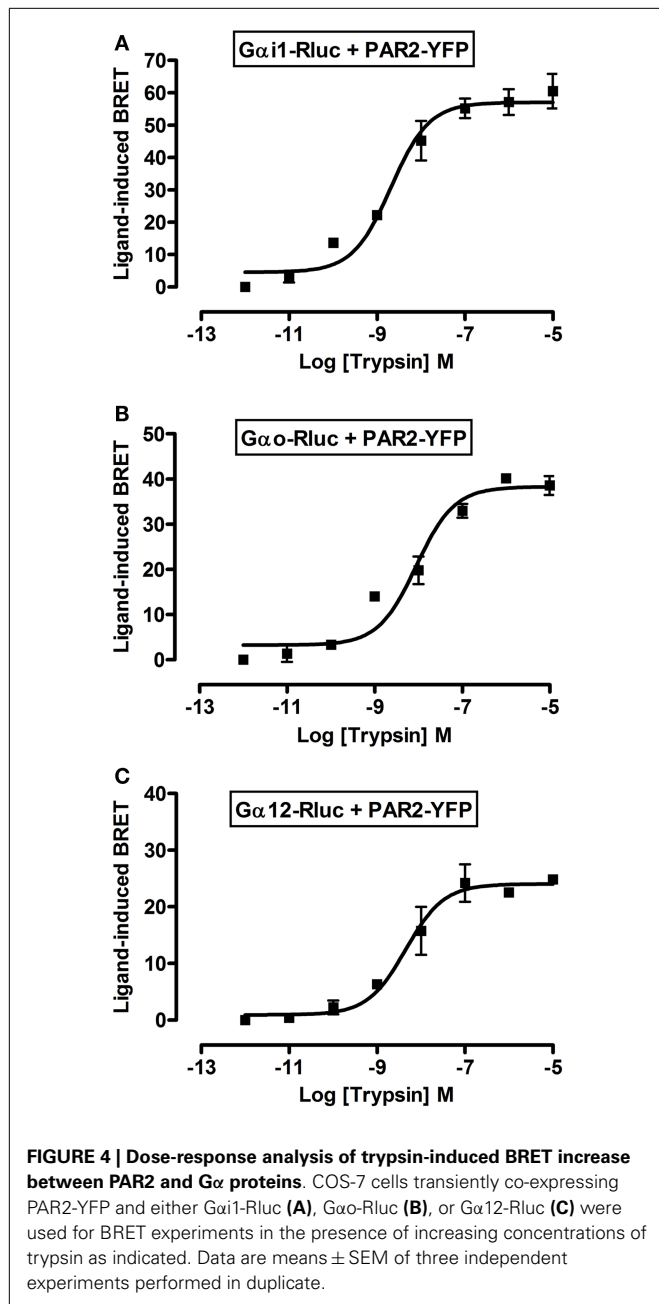 A
Gαi1-Rluc + PAR2-YFP
Ligand-induced BRET
70
60
50
40
30
20
10
0
-13 -11 -9 -7 -5
Log [Trypsin] M
B
Gαo-Rluc + PAR2-YFP
Ligand-induced BRET
50
40
30
20
10
0
-13 -11 -9 -7 -5
Log [Trypsin] M
C
Gα12-Rluc + PAR2-YFP
Ligand-induced BRET
40
30
20
10
0
-13 -11 -9 -7 -5
Log [Trypsin] M
FIGURE 4 | Dose-response analysis of trypsin-induced BRET increase
between PAR2 and Gα proteins. COS-7 cells transiently co-expressing
PAR2-YFP and either Gαi1-Rluc (A), Gαo-Rluc (B), or Gα12-Rluc (C) were
used for BRET experiments in the presence of increasing concentrations of
trypsin as indicated. Data are means ± SEM of three independent
experiments performed in duplicate.